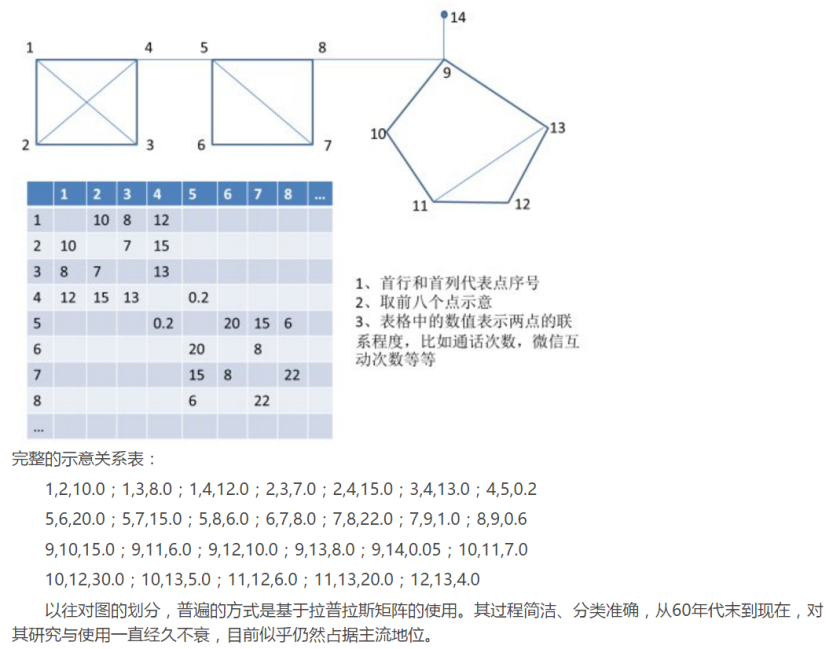 14
1 4 5 8
9
10 13
2 3 6 7
11 12
1 2 3 4 5 6 7 8 ...
1 10 8 12
2 10 7 15
3 8 7 13
4 12 15 13 0.2
5 0.2 20 15 6
6 20 8
7 15 8 22
8 6 22
...
1、首行和首列代表点序号
2、取前八个点示意
3、表格中的数值表示两点的联
系程度，比如通话次数，微信互
动次数等等
完整的示意关系表：
1,2,10.0；1,3,8.0；1,4,12.0；2,3,7.0；2,4,15.0；3,4,13.0；4,5,0.2
5,6,20.0；5,7,15.0；5,8,6.0；6,7,8.0；7,8,22.0；7,9,1.0；8,9,0.6
9,10,15.0；9,11,6.0；9,12,10.0；9,13,8.0；9,14,0.05；10,11,7.0
10,12,30.0；10,13,5.0；11,12,6.0；11,13,20.0；12,13,4.0
以往对图的划分，普遍的方式是基于拉普拉斯矩阵的使用。其过程简洁、分类准确，从60年代末到现在，对
其研究与使用一直经久不衰，目前似乎仍然占据主流地位。